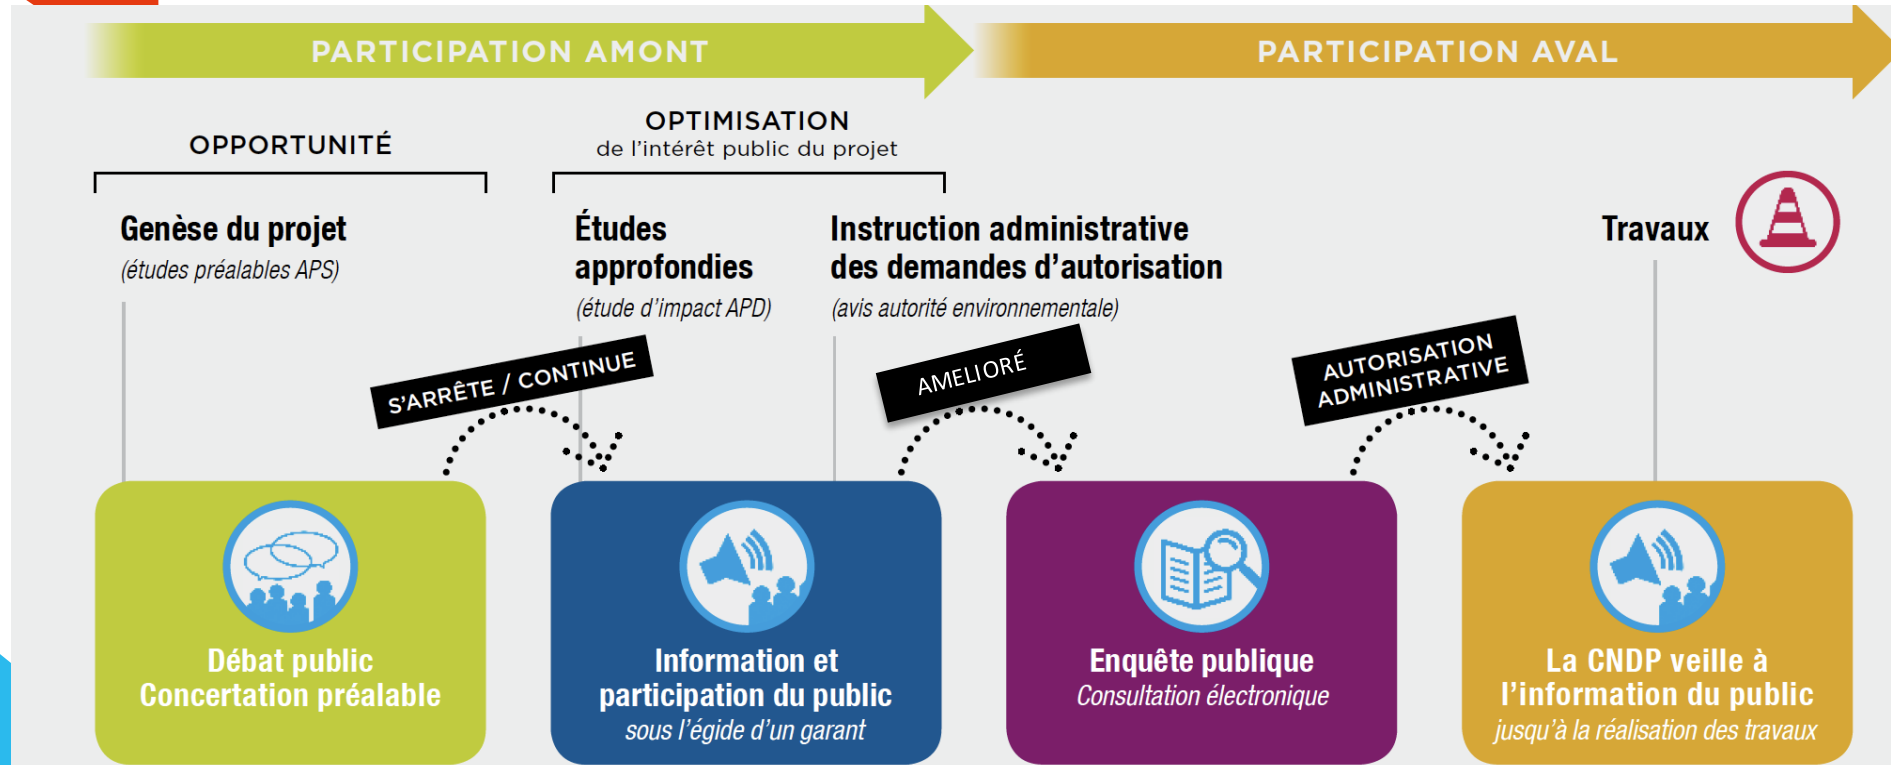 PARTICIPATION AMONT
PARTICIPATION AVAL
OPPORTUNITÉ
OPTIMISATION
de l'intérêt public du projet
Genèse du projet
(études préalables APS)
Études
approfondies
(étude d'impact APD)
Instruction administrative
des demandes d'autorisation
(avis autorité environnementale)
Travaux
S'ARRÊTE / CONTINUE
AMELIORÉ
AUTORISATION
ADMINISTRATIVE
Débat public
Concertation préalable
Information et
participation du public
sous l'égide d'un garant
Enquête publique
Consultation électronique
La CNDP veille à
l'information du public
jusqu'à la réalisation des travaux